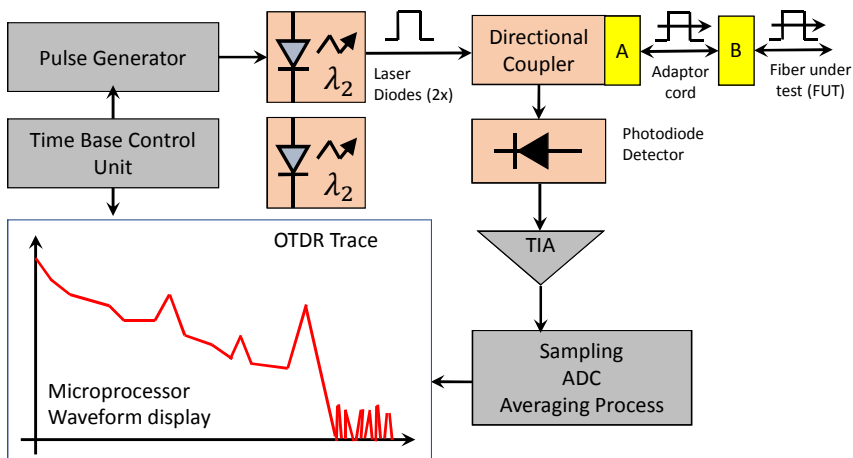 Pulse Generator
λ₂
Laser
Diodes (2x)
Directional
Coupler
A
Adaptor
cord
B
Fiber under
test (FUT)
Time Base Control
Unit
λ₂
Photodiode
Detector
TIA
OTDR Trace
Microprocessor
Waveform display
Sampling
ADC
Averaging Process